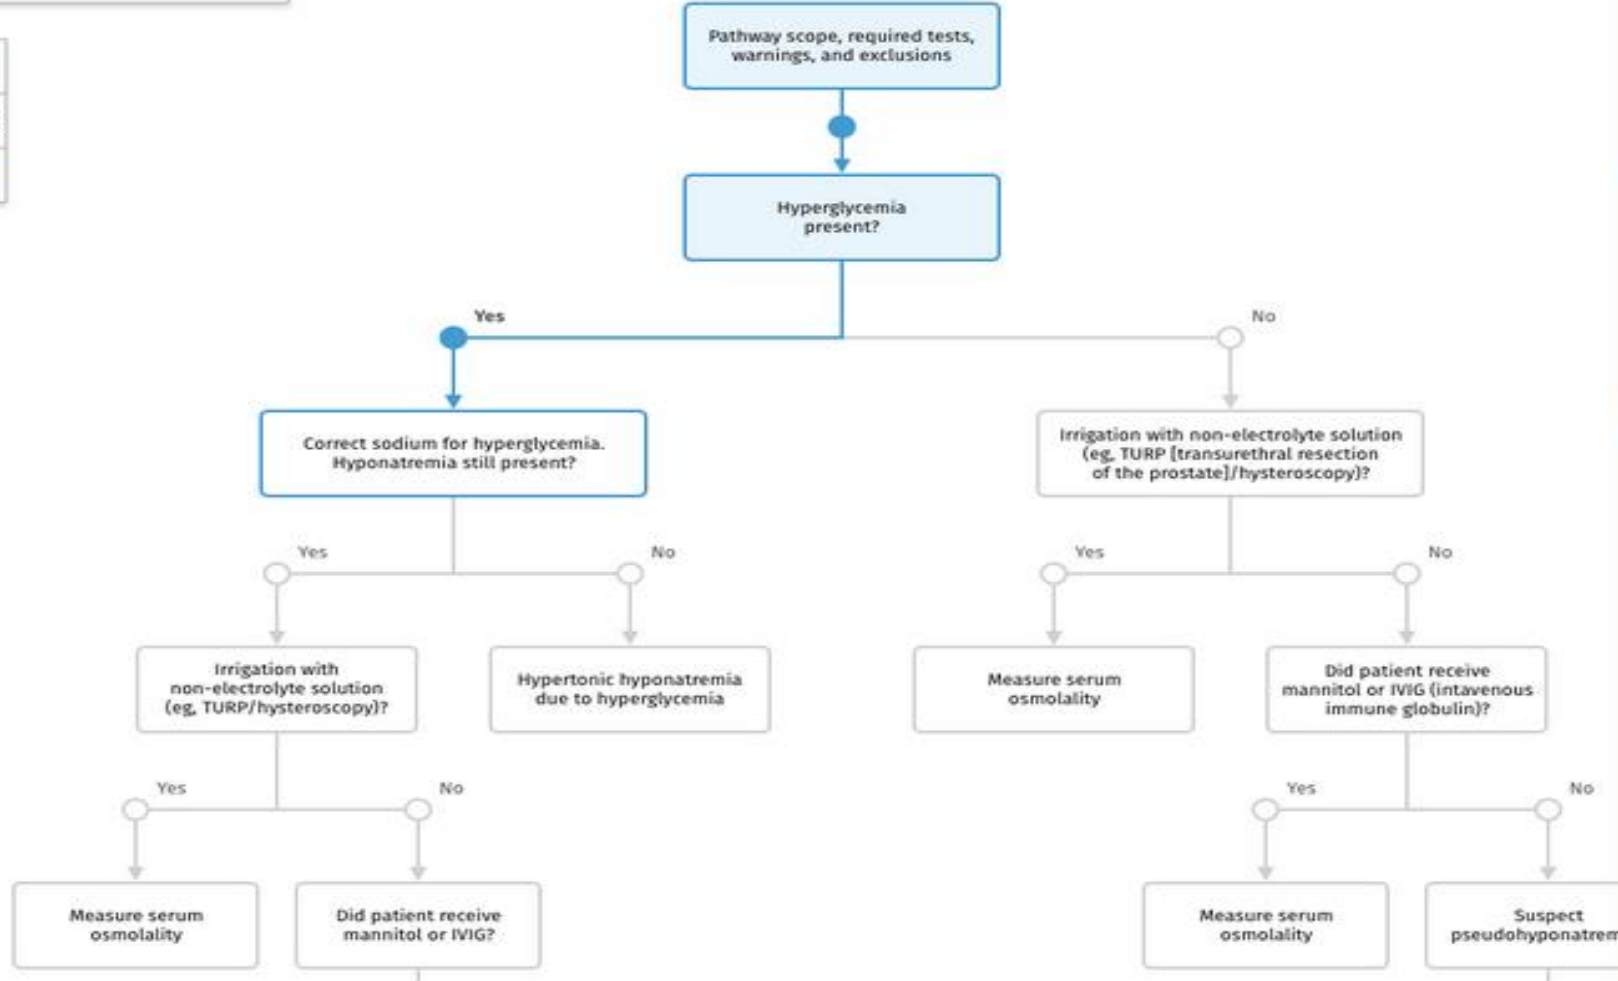 Pathway scope, required tests,
warnings, and exclusions
Hyperglycemia
present?
Yes
No
Correct sodium for hyperglycemia.
Hyponatremia still present?
Irrigation with non-electrolyte solution
(eg, TURP [transurethral resection
of the prostate]/hysteroscopy)?
Yes
No
Yes
No
Irrigation with
non-electrolyte solution
(eg, TURP/hysteroscopy)?
Hypertonic hyponatremia
due to hyperglycemia
Measure serum
osmolality
Did patient receive
mannitol or IVIG (intavenous
immune globulin)?
Yes
No
Yes
No
Measure serum
osmolality
Did patient receive
mannitol or IVIG?
Measure serum
osmolality
Suspect
pseudohyponatrem